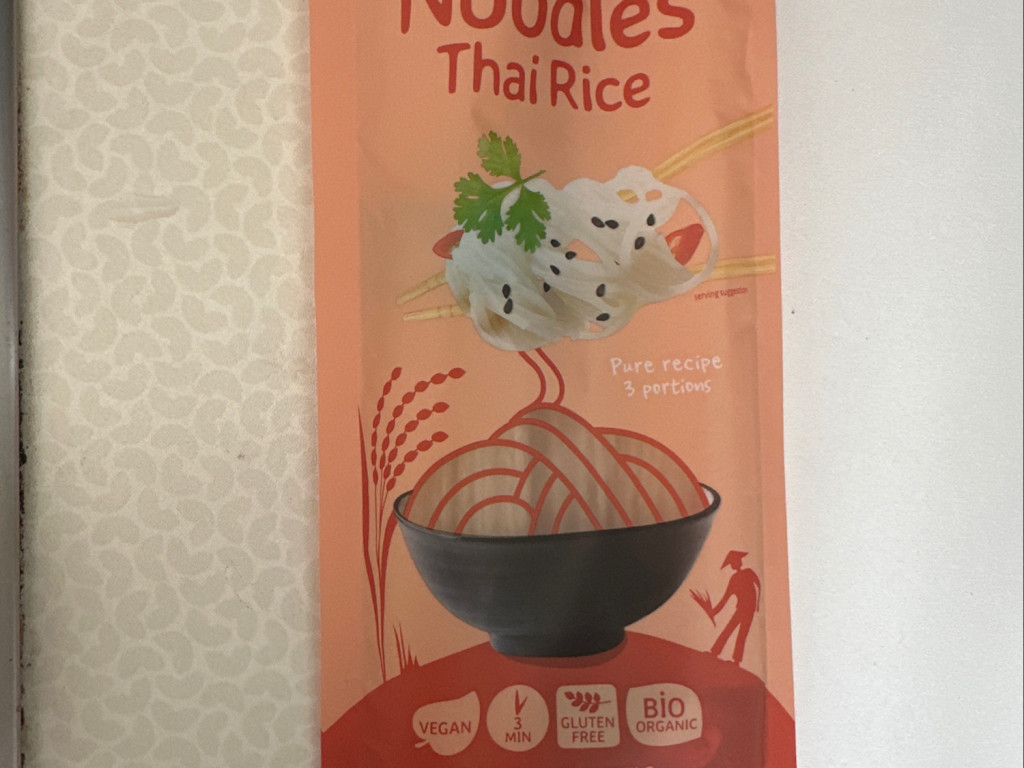 Noodles
Thai Rice
serving suggestion
Pure recipe
3 portions
VEGAN
3
MIN
GLUTEN
FREE
BiO
ORGANIC